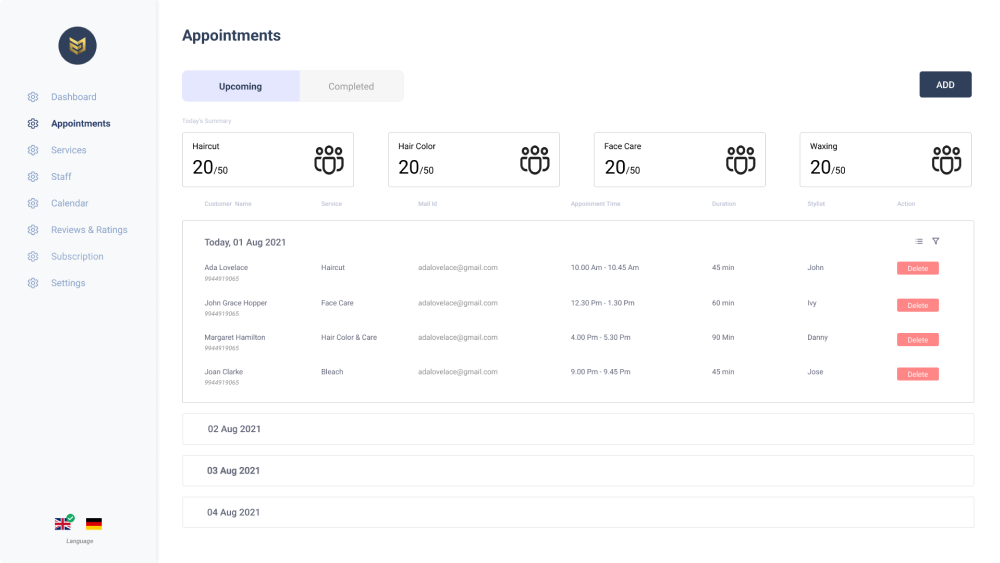 Appointments
Upcoming
Completed
ADD
Dashboard
Appointments
Services
Staff
Calendar
Reviews & Ratings
Subscription
Settings
Today's Summary
Haircut
20/50
Hair Color
20/50
Face Care
20/50
Waxing
20/50
Customer Name Service Mail Id Appoinment Time Duration Stylist Action
Today, 01 Aug 2021
Ada Lovelace Haircut adalovelace@gmail.com 10.00 Am - 10.45 Am 45 min John Delete
9944919065
John Grace Hopper Face Care adalovelace@gmail.com 12.30 Pm - 1.30 Pm 60 min Ivy Delete
9944919065
Margaret Hamilton Hair Color & Care adalovelace@gmail.com 4.00 Pm - 5.30 Pm 90 Min Danny Delete
9944919065
Joan Clarke Bleach adalovelace@gmail.com 9.00 Pm - 9.45 Pm 45 min Jose Delete
9944919065
02 Aug 2021
03 Aug 2021
04 Aug 2021
Language